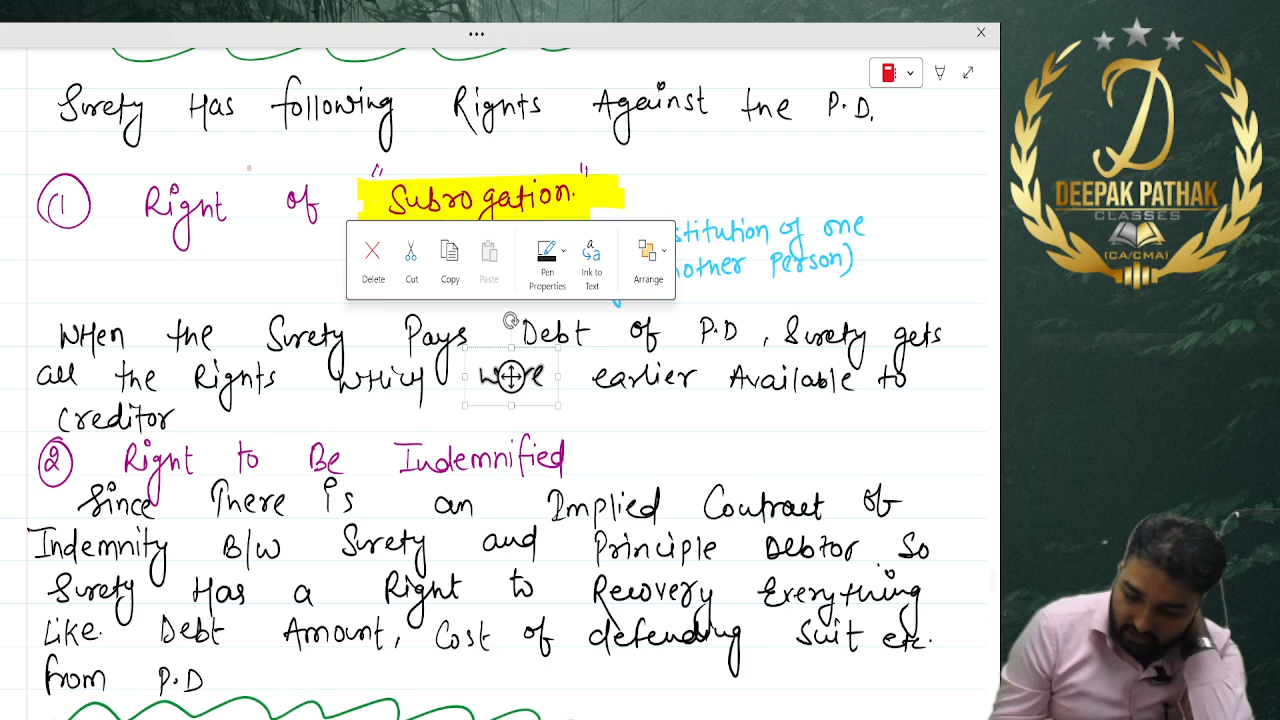 Surety Has following Rights Against the P.D.
① Right of "Subrogation."
stitution of one
nother Person)
Delete Cut Copy Paste Pen Properties Ink to Text Arrange
When the Surety Pays Debt of P.D, Surety gets
all the Rights which were earlier Available to
Creditor
② Right to Be Indemnified
Since There is an Implied Contract of
Indemnity B/W Surety and Principle Debtor So
Surety Has a Right to Recovery Everything
Like Debt Amount, Cost of defending Suit etc.
from P.D
D
DEEPAK PATHAK
CLASSES
(CA/CMA)